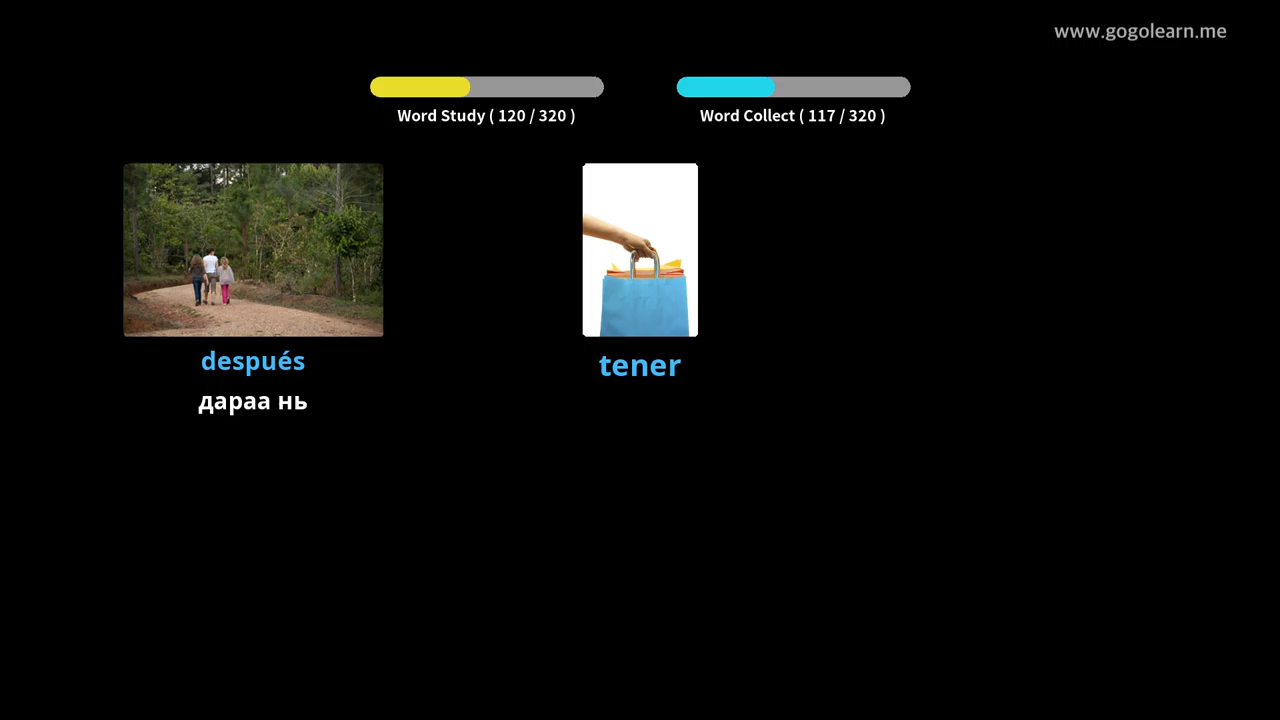 www.gogolearn.me
Word Study ( 120 / 320 )
Word Collect ( 117 / 320 )
después
дараа нь
tener